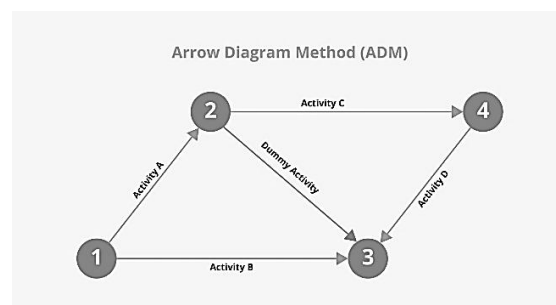 Arrow Diagram Method (ADM)
2
Activity C
4
Activity A
Dummy Activity
Activity D
1
Activity B
3